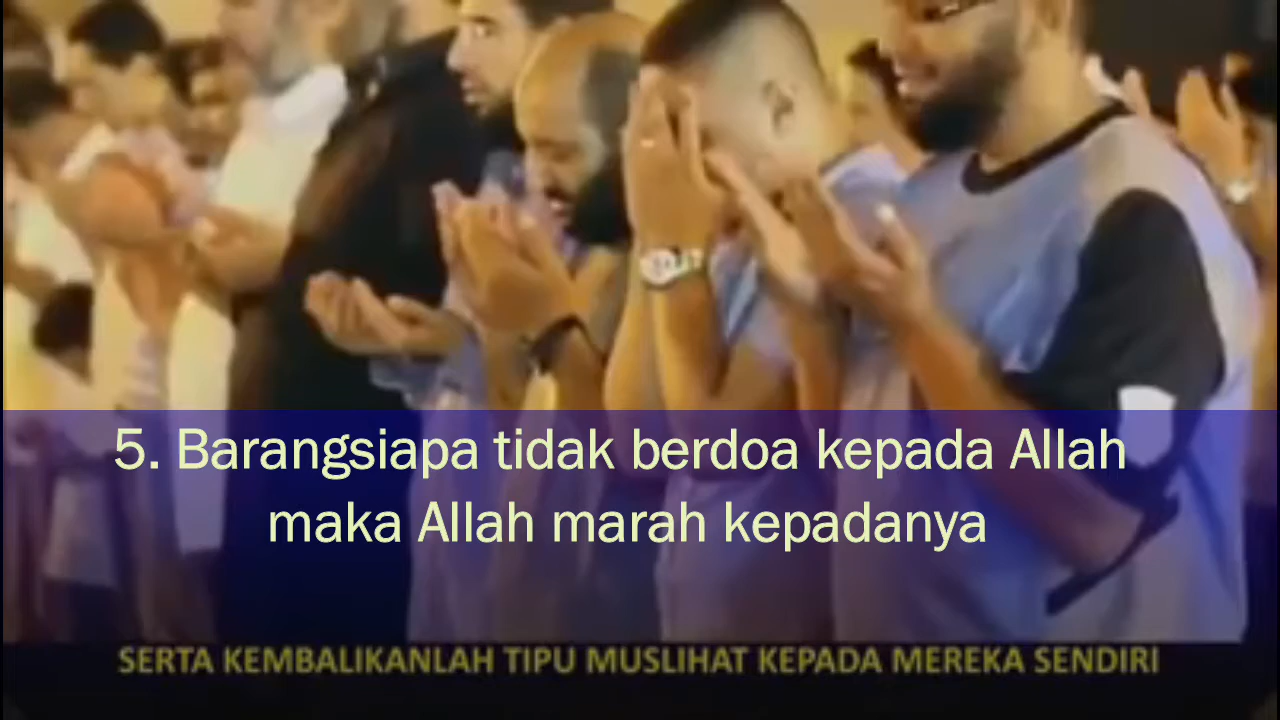 5. Barangsiapa tidak berdoa kepada Allah
maka Allah marah kepadanya
SERTA KEMBALIKANLAH TIPU MUSLIHAT KEPADA MEREKA SENDIRI